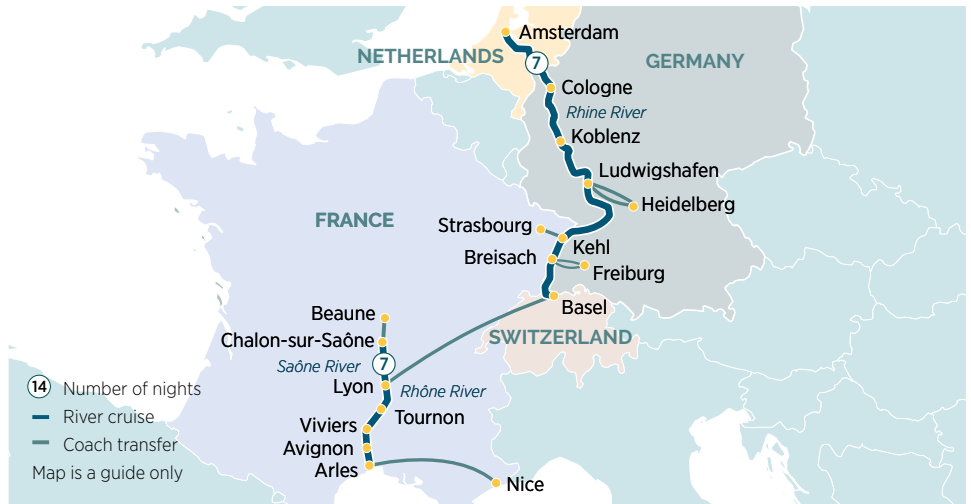 Amsterdam
NETHERLANDS
7
GERMANY
Cologne
Rhine River
Koblenz
Ludwigshafen
Heidelberg
FRANCE
Strasbourg
Kehl
Breisach
Freiburg
Basel
Beaune
SWITZERLAND
Chalon-sur-Saône
Saône River
7
Lyon
Rhône River
Tournon
Viviers
Avignon
Arles
Nice
14 Number of nights
River cruise
Coach transfer
Map is a guide only